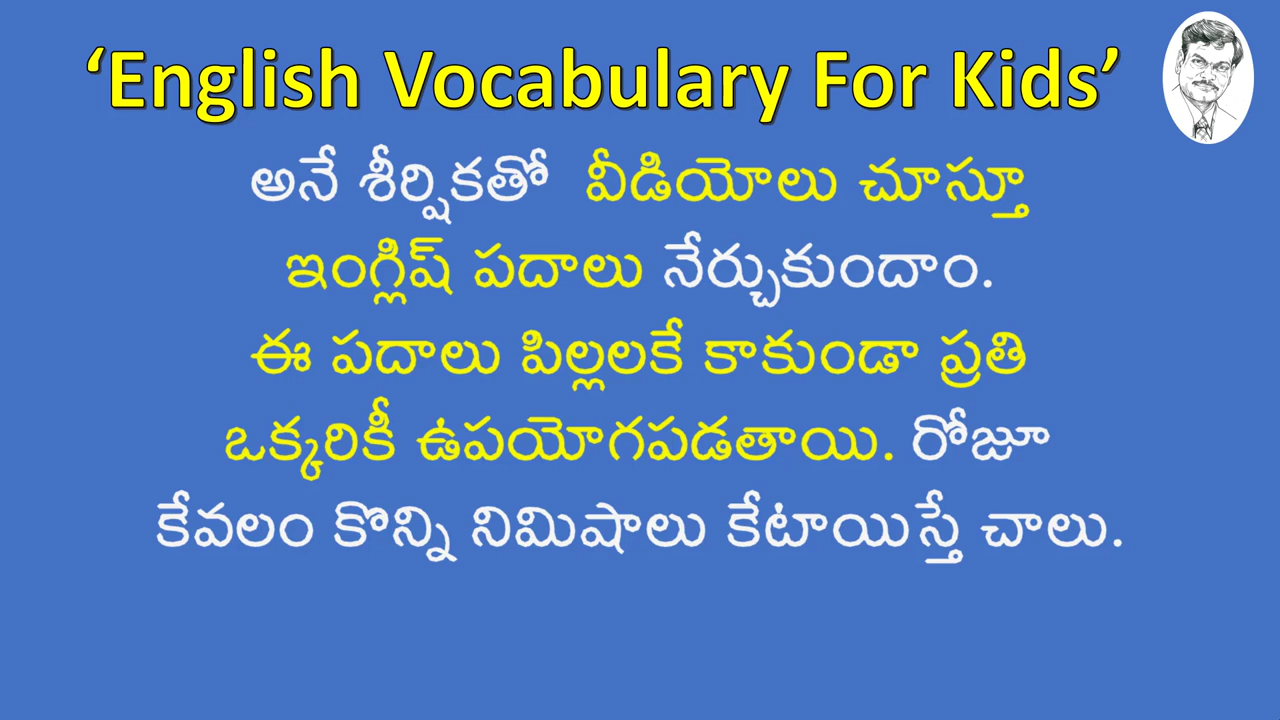 ‘English Vocabulary For Kids’
అనే శీర్షికతో వీడియోలు చూస్తూ
ఇంగ్లిష్ పదాలు నేర్చుకుందాం.
ఈ పదాలు పిల్లలకే కాకుండా ప్రతి
ఒక్కరికీ ఉపయోగపడతాయి. రోజూ
కేవలం కొన్ని నిమిషాలు కేటాయిస్తే చాలు.